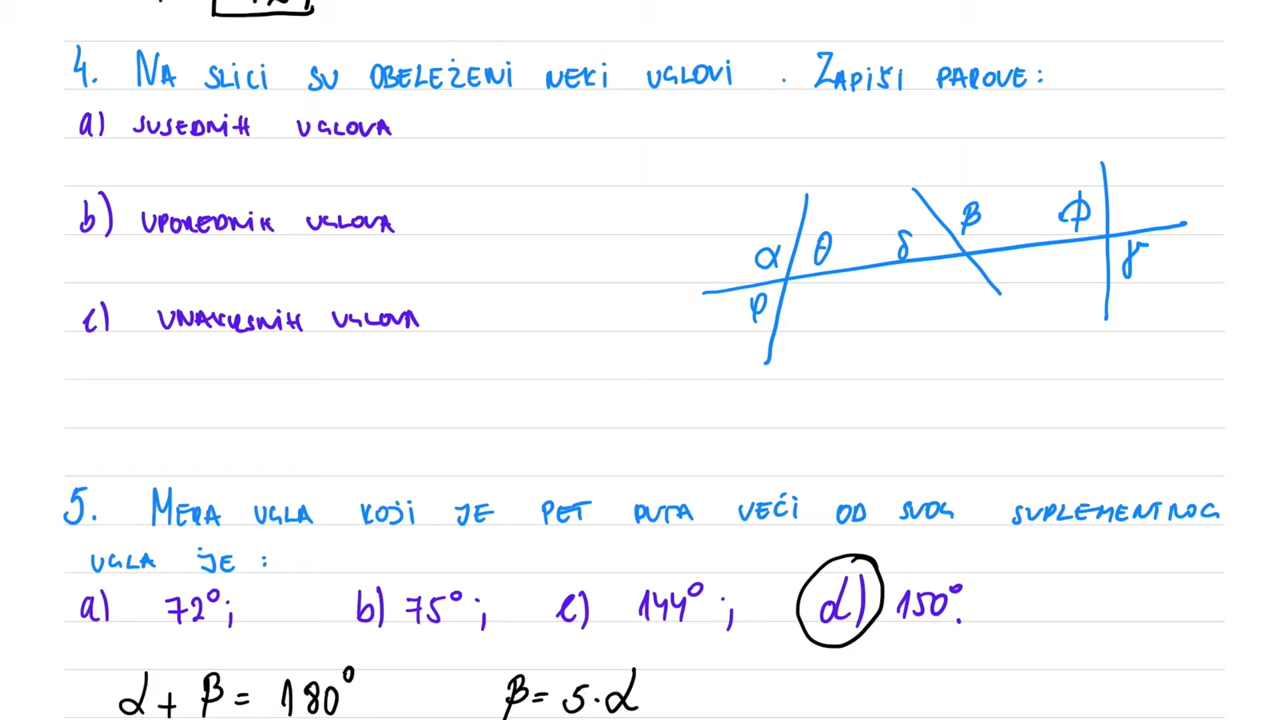 4. NA SLICI SU OBELEŽENI NEKI UGLOVI. ZAPIŠI PAROVE:
a) SUSEDNIH UGLOVA
b) UPOREDNIH UGLOVA
c) UNAKRSNIH UGLOVA
α θ δ β ϕ
φ γ
5. MERA UGLA KOJI JE PET PUTA VEĆI OD SVOG SUPLEMENTNOG
UGLA JE:
a) 72°; b) 75°; c) 144°; d) 150°.
α + β = 180° β = 5·α